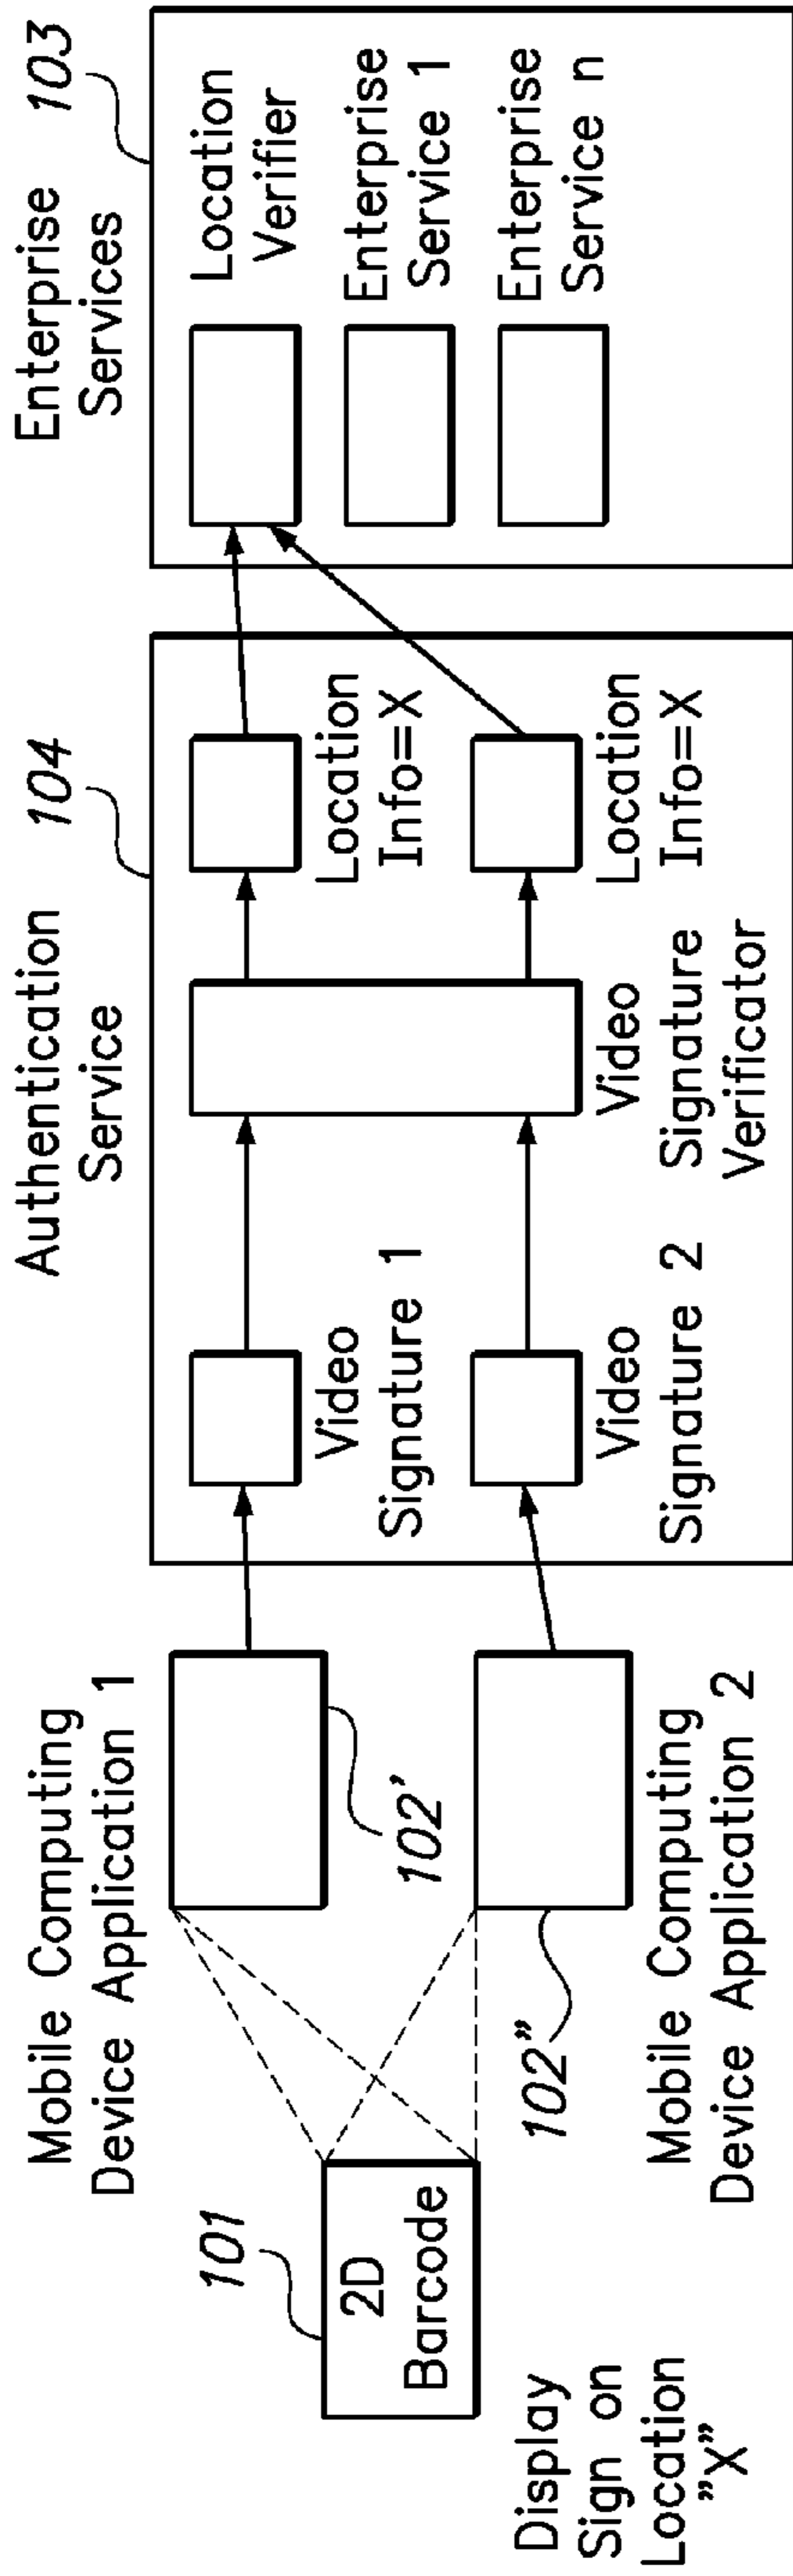 101
2D
Barcode
Display
Sign on
Location
”X”
Mobile Computing
Device Application 1
102’
102”
Mobile Computing
Device Application 2
Authentication
Service
104
Video
Signature 1
Video
Signature 2
Video
Signature
Verificator
Location
Info=X
Location
Info=X
Enterprise
Services
103
Location
Verifier
Enterprise
Service 1
Enterprise
Service n